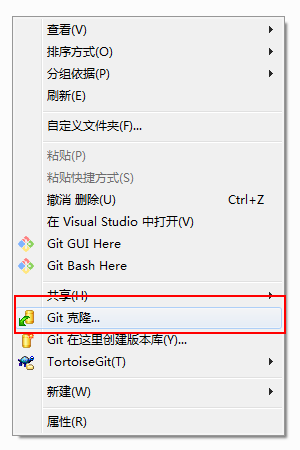 查看(V)
排序方式(O)
分组依据(P)
刷新(E)
自定义文件夹(F)...
粘贴(P)
粘贴快捷方式(S)
撤消 删除(U) Ctrl+Z
在 Visual Studio 中打开(V)
Git GUI Here
Git Bash Here
共享(H)
Git 克隆...
Git 在这里创建版本库(Y)...
TortoiseGit(T)
新建(W)
属性(R)